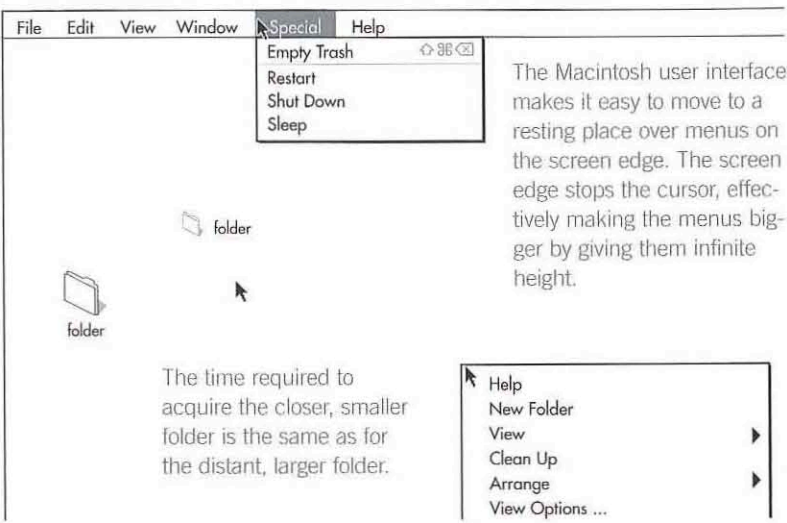 File Edit View Window Special Help
Empty Trash ⇧⌘⌫
Restart
Shut Down
Sleep
The Macintosh user interface
makes it easy to move to a
resting place over menus on
the screen edge. The screen
edge stops the cursor, effec-
tively making the menus big-
ger by giving them infinite
height.
folder
folder
The time required to
acquire the closer, smaller
folder is the same as for
the distant, larger folder.
Help
New Folder
View
Clean Up
Arrange
View Options ...